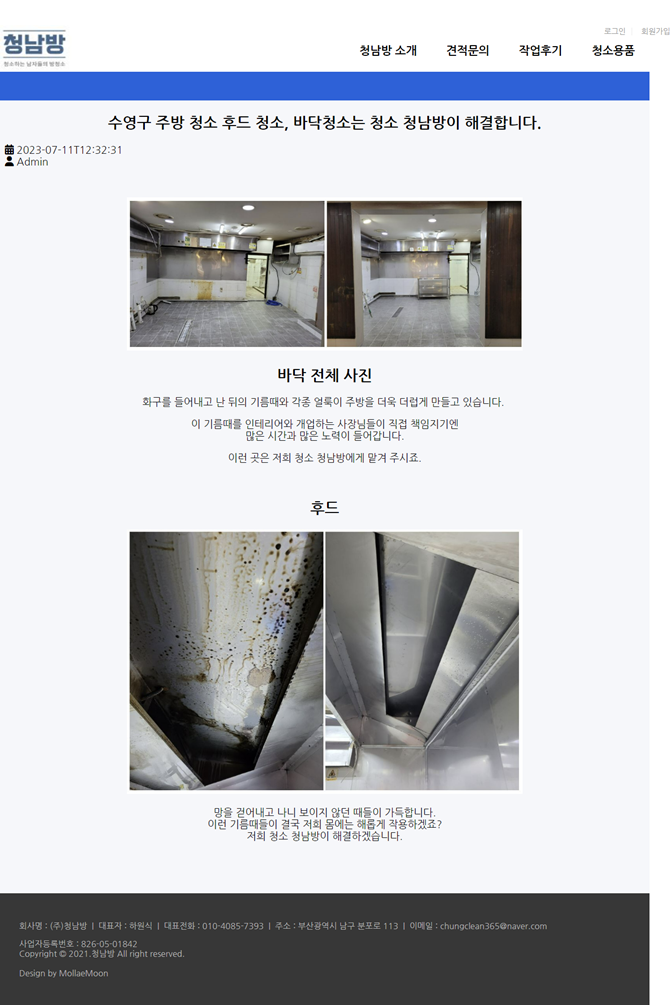 로그인 | 회원가입
청남방
청소하는 남자들의 방청소
청남방 소개 견적문의 작업후기 청소용품
수영구 주방 청소 후드 청소, 바닥청소는 청소 청남방이 해결합니다.
2023-07-11T12:32:31
Admin
바닥 전체 사진
화구를 들어내고 난 뒤의 기름때와 각종 얼룩이 주방을 더욱 더럽게 만들고 있습니다.
이 기름때를 인테리어와 개업하는 사장님들이 직접 책임지기엔
많은 시간과 많은 노력이 들어갑니다.
이런 곳은 저희 청소 청남방에게 맡겨 주시죠.
후드
망을 걷어내고 나니 보이지 않던 때들이 가득합니다.
이런 기름때들이 결국 저희 몸에는 해롭게 작용하겠죠?
저희 청소 청남방이 해결하겠습니다.
회사명 : (주)청남방 | 대표자 : 하원식 | 대표전화 : 010-4085-7393 | 주소 : 부산광역시 남구 분포로 113 | 이메일 : chungclean365@naver.com
사업자등록번호 : 826-05-01842
Copyright © 2021.청남방 All right reserved.
Design by MollaeMoon